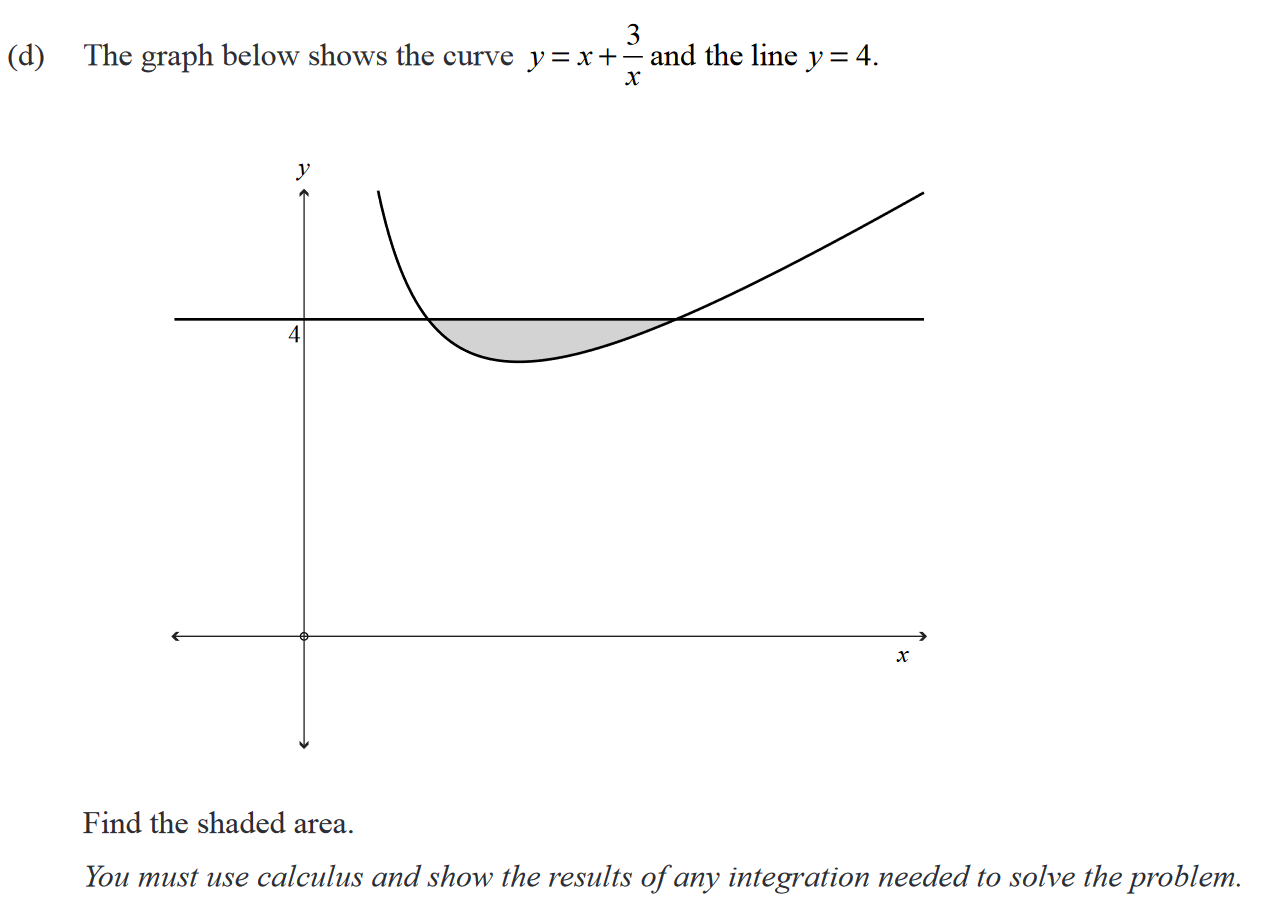 (d) The graph below shows the curve y = x + 3/x and the line y = 4.
y
4
x
Find the shaded area.
You must use calculus and show the results of any integration needed to solve the problem.